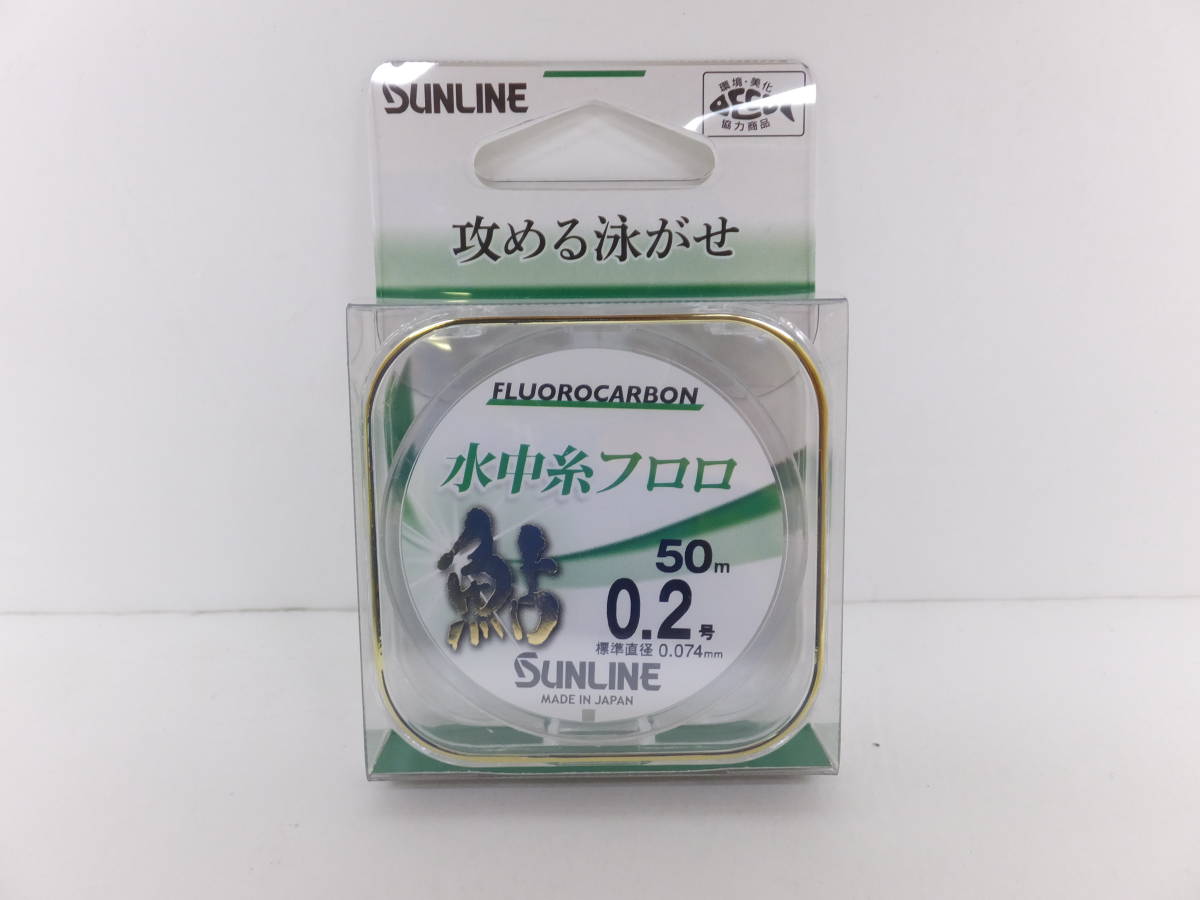 SUNLINE
環境・美化
協力商品
攻める泳がせ
FLUOROCARBON
水中糸フロロ
鮎
50m
0.2号
標準直径 0.074mm
SUNLINE
MADE IN JAPAN